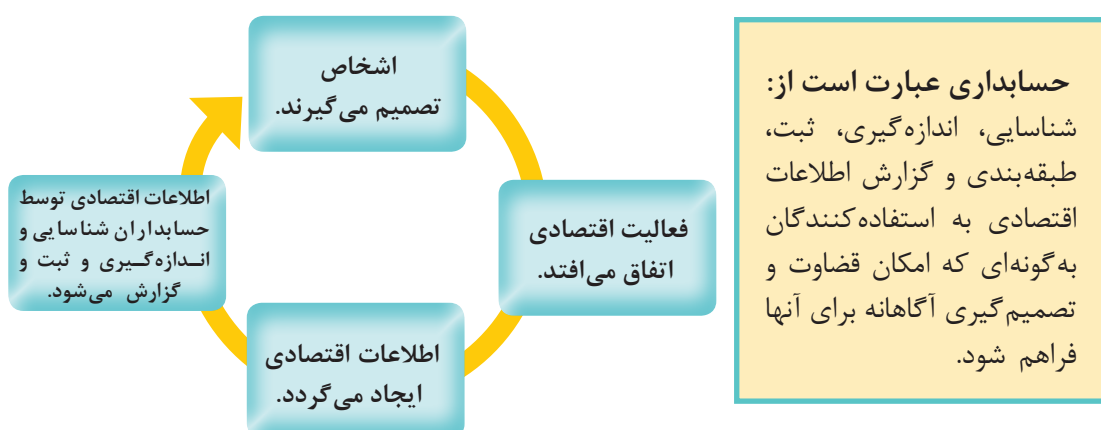 حسابداری عبارت است از:
شناسایی، اندازه‌گیری، ثبت،
طبقه‌بندی و گزارش اطلاعات
اقتصادی به استفاده‌کنندگان
به‌گونه‌ای که امکان قضاوت و
تصمیم‌گیری آگاهانه برای آنها
فراهم شود.
اشخاص
تصمیم می‌گیرند.
فعالیت اقتصادی
اتفاق می‌افتد.
اطلاعات اقتصادی
ایجاد می‌گردد.
اطلاعات اقتصادی توسط
حسابداران شناسایی و
انـدازه‌گـیری و ثبت و
گزارش می‌شود.